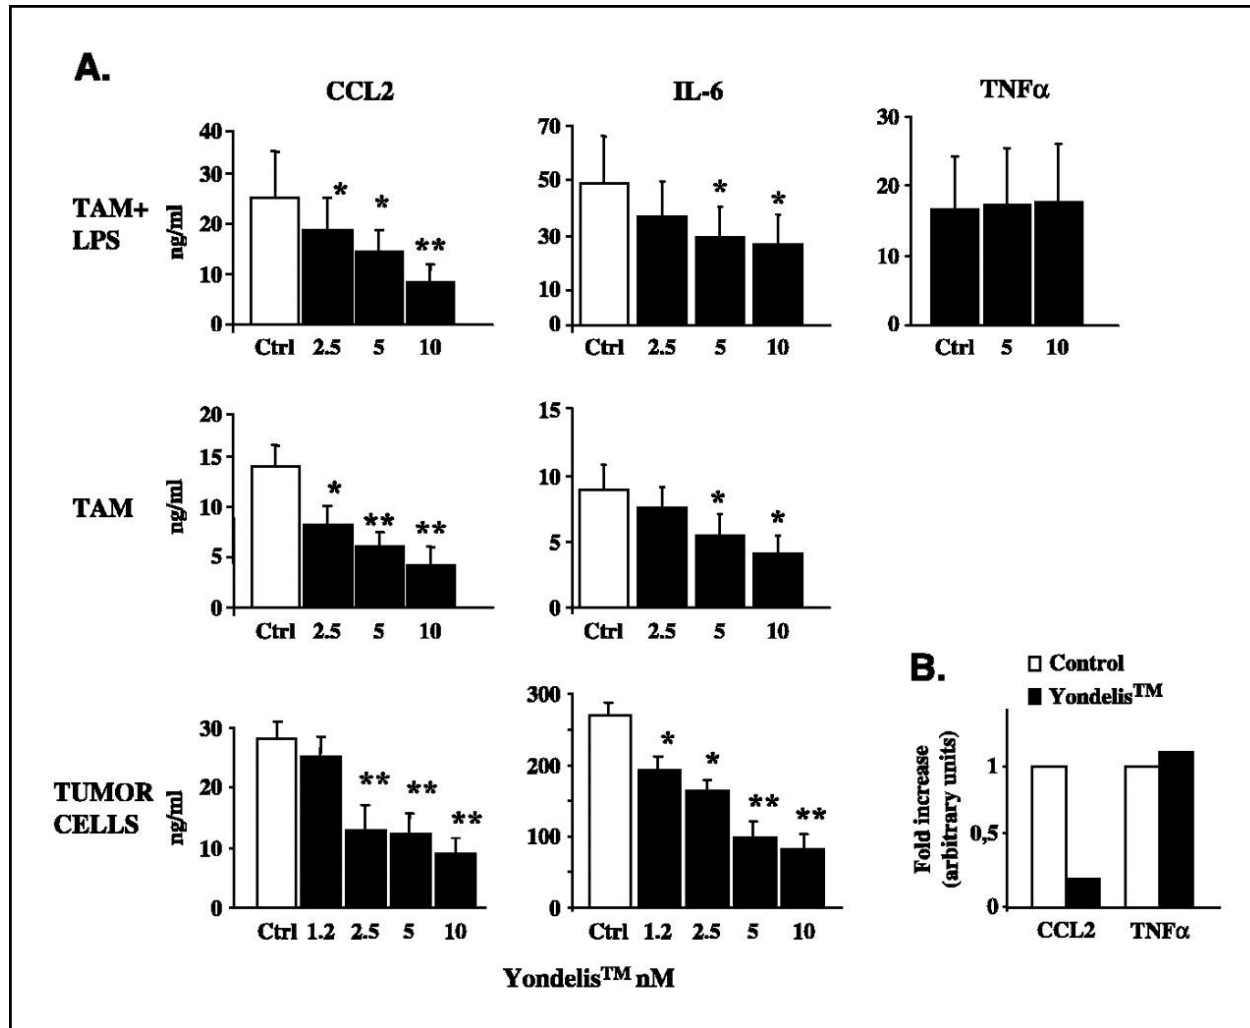 A.
CCL2
IL-6
TNFα
TAM+
LPS
ng/ml
40
30
20
10
0
* * **
Ctrl 2.5 5 10
70
50
30
10
0
* *
Ctrl 2.5 5 10
30
20
10
0
Ctrl 5 10
TAM
ng/ml
20
15
10
5
0
* ** **
Ctrl 2.5 5 10
15
10
5
0
* *
Ctrl 2.5 5 10
TUMOR
CELLS
ng/ml
30
20
10
0
** ** **
Ctrl 1.2 2.5 5 10
300
200
100
0
* * ** **
Ctrl 1.2 2.5 5 10
Yondelis™ nM
B.
Control
Yondelis™
Fold increase
(arbitrary units)
1
0,5
0
CCL2 TNFα